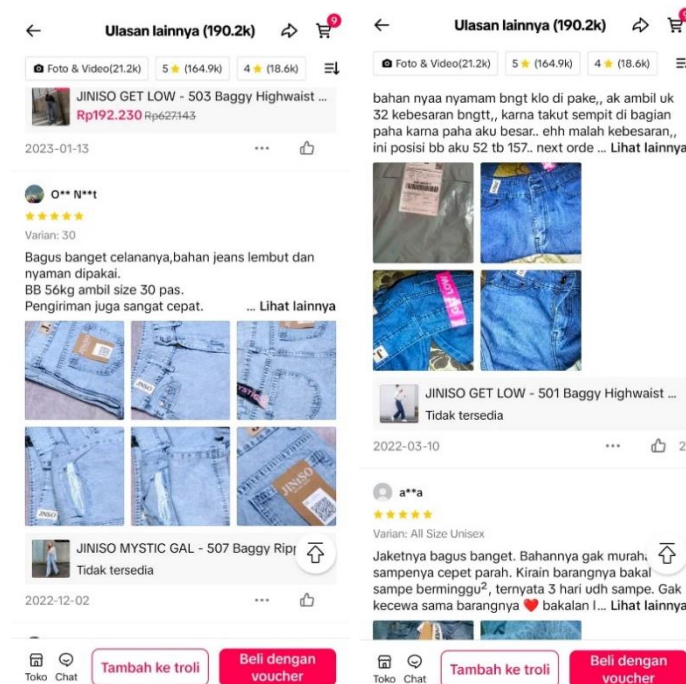 Ulasan lainnya (190.2k)
9
Foto & Video(21.2k)
5 ★ (164.9k)
4 ★ (18.6k)
JINISO GET LOW - 503 Baggy Highwaist ...
Rp192.230 Rp627.143
2023-01-13
O** N**t
Varian: 30
Bagus banget celananya,bahan jeans lembut dan
nyaman dipakai.
BB 56kg ambil size 30 pas.
Pengiriman juga sangat cepat. ... Lihat lainnya
JINISO
JINISO
JINISO MYSTIC GAL - 507 Baggy Ripp
Tidak tersedia
2022-12-02
Toko
Chat
Tambah ke troli
Beli dengan
voucher
Ulasan lainnya (190.2k)
Foto & Video(21.2k)
5 ★ (164.9k)
4 ★ (18.6k)
bahan nyaa nyamam bngt klo di pake,, ak ambil uk
32 kebesaran bngtt,, karna takut sempit di bagian
paha karna paha aku besar.. ehh malah kebesaran,,
ini posisi bb aku 52 tb 157.. next orde ... Lihat lainnya
JINISO GET LOW - 501 Baggy Highwaist ...
Tidak tersedia
2022-03-10
2
a**a
Varian: All Size Unisex
Jaketnya bagus banget. Bahannya gak muraha
sampenya cepet parah. Kirain barangnya bakal
sampe berminggu², ternyata 3 hari udh sampe. Gak
kecewa sama barangnya ❤️ bakalan l... Lihat lainnya
Toko
Chat
Tambah ke troli
Beli dengan
voucher